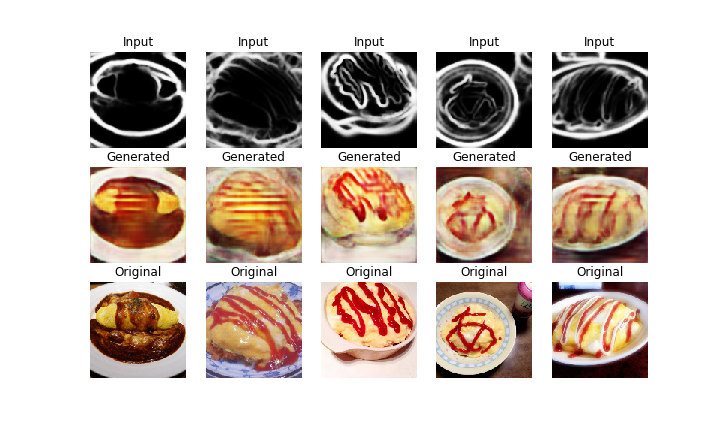 Input Input Input Input Input
Generated Generated Generated Generated Generated
Original Original Original Original Original